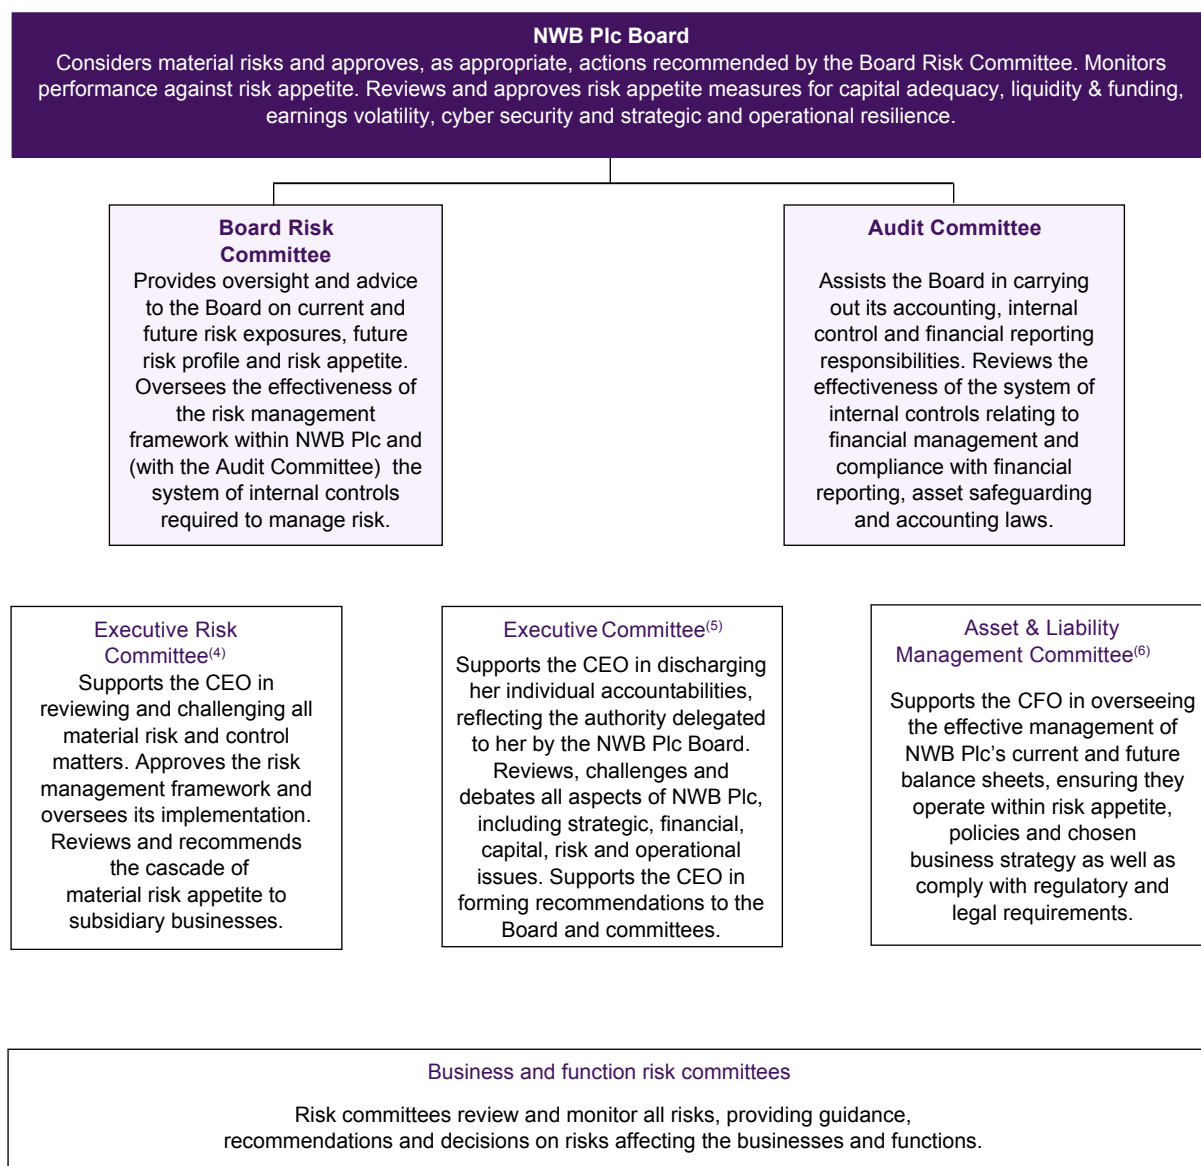 NWB Plc Board
Considers material risks and approves, as appropriate, actions recommended by the Board Risk Committee. Monitors
performance against risk appetite. Reviews and approves risk appetite measures for capital adequacy, liquidity & funding,
earnings volatility, cyber security and strategic and operational resilience.
Board Risk
Committee
Provides oversight and advice
to the Board on current and
future risk exposures, future
risk profile and risk appetite.
Oversees the effectiveness of
the risk management
framework within NWB Plc and
(with the Audit Committee) the
system of internal controls
required to manage risk.
Audit Committee
Assists the Board in carrying
out its accounting, internal
control and financial reporting
responsibilities. Reviews the
effectiveness of the system of
internal controls relating to
financial management and
compliance with financial
reporting, asset safeguarding
and accounting laws.
Executive Risk
Committee(4)
Supports the CEO in
reviewing and challenging all
material risk and control
matters. Approves the risk
management framework and
oversees its implementation.
Reviews and recommends
the cascade of
material risk appetite to
subsidiary businesses.
Executive Committee(5)
Supports the CEO in discharging
her individual accountabilities,
reflecting the authority delegated
to her by the NWB Plc Board.
Reviews, challenges and
debates all aspects of NWB Plc,
including strategic, financial,
capital, risk and operational
issues. Supports the CEO in
forming recommendations to the
Board and committees.
Asset & Liability
Management Committee(6)
Supports the CFO in overseeing
the effective management of
NWB Plc's current and future
balance sheets, ensuring they
operate within risk appetite,
policies and chosen
business strategy as well as
comply with regulatory and
legal requirements.
Business and function risk committees
Risk committees review and monitor all risks, providing guidance,
recommendations and decisions on risks affecting the businesses and functions.